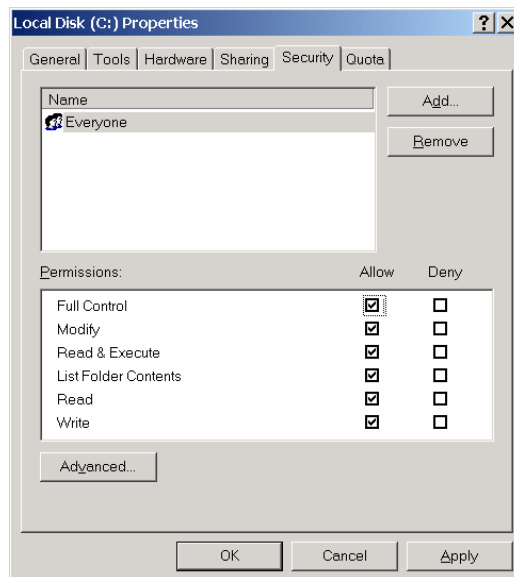 Local Disk (C:) Properties ? X
General Tools Hardware Sharing Security Quota
Name
Everyone
Add...
Remove
Permissions: Allow Deny
Full Control
Modify
Read & Execute
List Folder Contents
Read
Write
Advanced...
OK Cancel Apply